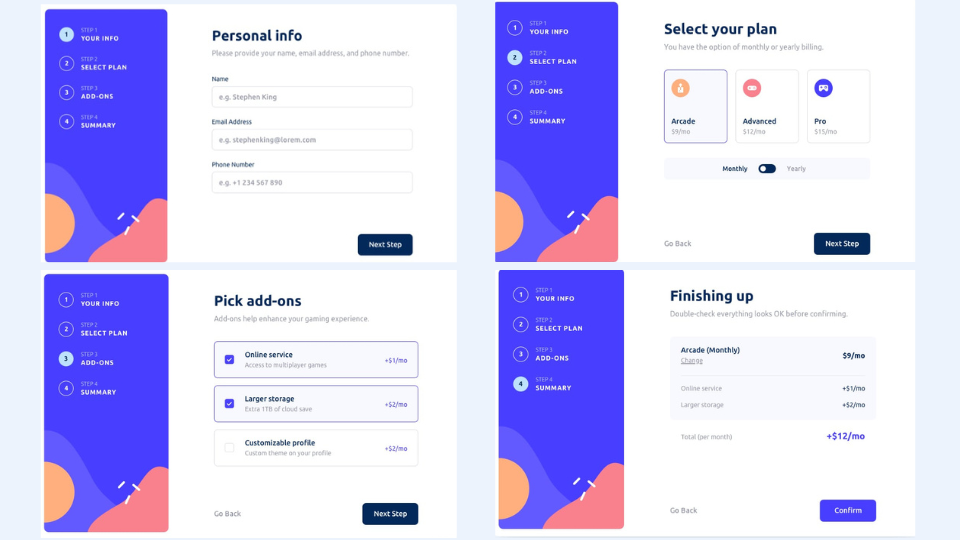 1
STEP 1
YOUR INFO
2
STEP 2
SELECT PLAN
3
STEP 3
ADD-ONS
4
STEP 4
SUMMARY
Personal info
Please provide your name, email address, and phone number.
Name
e.g. Stephen King
Email Address
e.g. stephenking@lorem.com
Phone Number
e.g. +1 234 567 890
Next Step
1
STEP 1
YOUR INFO
2
STEP 2
SELECT PLAN
3
STEP 3
ADD-ONS
4
STEP 4
SUMMARY
Select your plan
You have the option of monthly or yearly billing.
Arcade
$9/mo
Advanced
$12/mo
Pro
$15/mo
Monthly Yearly
Go Back
Next Step
1
STEP 1
YOUR INFO
2
STEP 2
SELECT PLAN
3
STEP 3
ADD-ONS
4
STEP 4
SUMMARY
Pick add-ons
Add-ons help enhance your gaming experience.
Online service
Access to multiplayer games
+$1/mo
Larger storage
Extra 1TB of cloud save
+$2/mo
Customizable profile
Custom theme on your profile
+$2/mo
Go Back
Next Step
1
STEP 1
YOUR INFO
2
STEP 2
SELECT PLAN
3
STEP 3
ADD-ONS
4
STEP 4
SUMMARY
Finishing up
Double-check everything looks OK before confirming.
Arcade (Monthly)
Change
$9/mo
Online service +$1/mo
Larger storage +$2/mo
Total (per month) +$12/mo
Go Back
Confirm